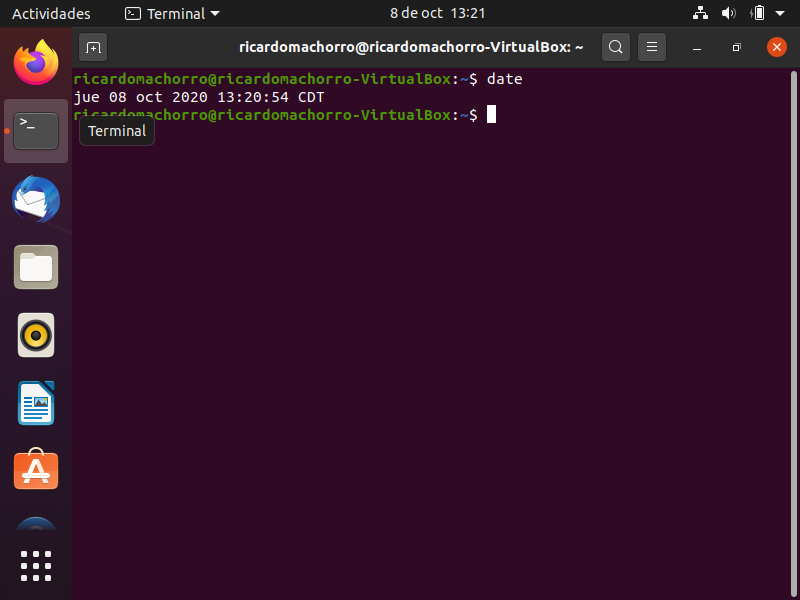 Actividades
Terminal
8 de oct 13:21
ricardomachorro@ricardomachorro-VirtualBox: ~
ricardomachorro@ricardomachorro-VirtualBox:~$ date
jue 08 oct 2020 13:20:54 CDT
ricardomachorro@ricardomachorro-VirtualBox:~$
Terminal